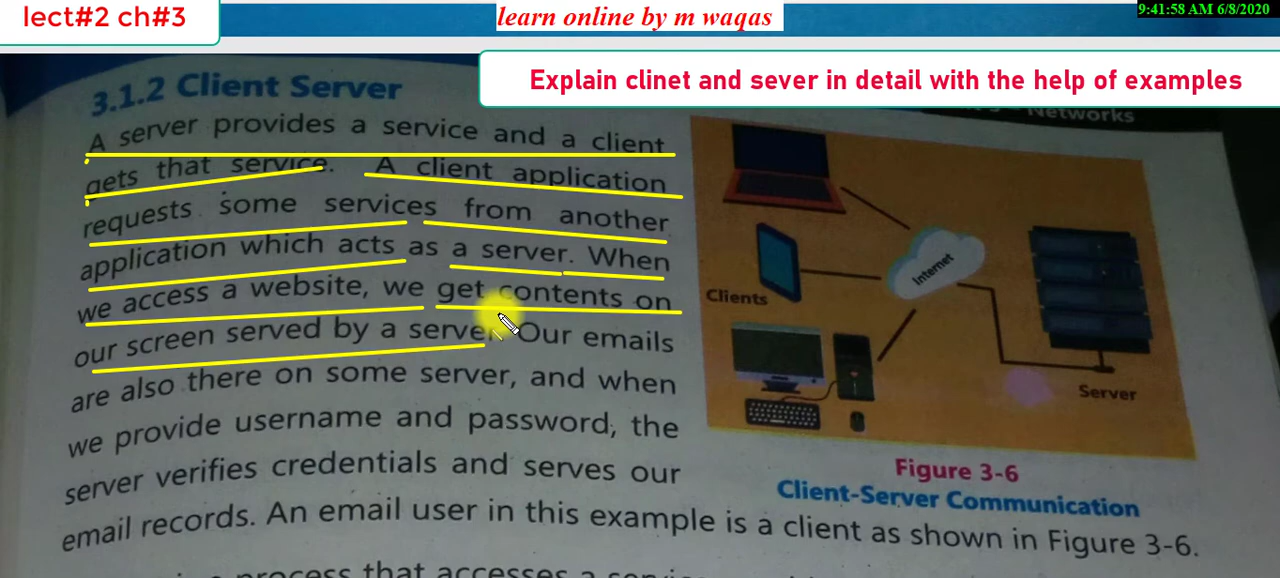 lect#2 ch#3
learn online by m waqas
9:41:58 AM 6/8/2020
Explain clinet and sever in detail with the help of examples
Networks
3.1.2 Client Server
A server provides a service and a client
gets that service. A client application
requests some services from another
application which acts as a server. When
we access a website, we get contents on
our screen served by a server. Our emails
are also there on some server, and when
we provide username and password, the
server verifies credentials and serves our
email records. An email user in this example is a client as shown in Figure 3-6.
process that accesses a
Internet
Clients
Server
Figure 3-6
Client-Server Communication